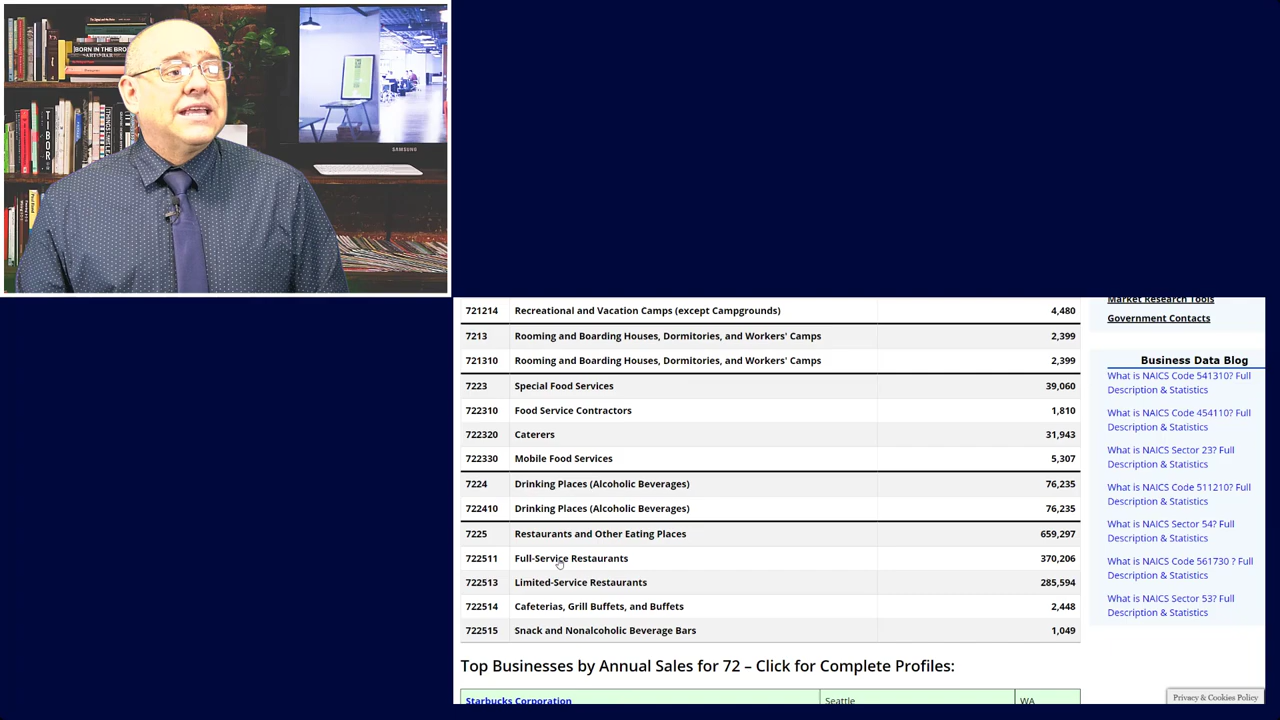 BORN IN THE BRO
TIBOR
SAMSUNG
721214 Recreational and Vacation Camps (except Campgrounds) 4,480
7213 Rooming and Boarding Houses, Dormitories, and Workers' Camps 2,399
721310 Rooming and Boarding Houses, Dormitories, and Workers' Camps 2,399
7223 Special Food Services 39,060
722310 Food Service Contractors 1,810
722320 Caterers 31,943
722330 Mobile Food Services 5,307
7224 Drinking Places (Alcoholic Beverages) 76,235
722410 Drinking Places (Alcoholic Beverages) 76,235
7225 Restaurants and Other Eating Places 659,297
722511 Full-Service Restaurants 370,206
722513 Limited-Service Restaurants 285,594
722514 Cafeterias, Grill Buffets, and Buffets 2,448
722515 Snack and Nonalcoholic Beverage Bars 1,049
Top Businesses by Annual Sales for 72 – Click for Complete Profiles:
Starbucks Corporation Seattle WA
Market Research Tools
Government Contacts
Business Data Blog
What is NAICS Code 541310? Full
Description & Statistics
What is NAICS Code 454110? Full
Description & Statistics
What is NAICS Sector 23? Full
Description & Statistics
What is NAICS Code 511210? Full
Description & Statistics
What is NAICS Sector 54? Full
Description & Statistics
What is NAICS Code 561730 ? Full
Description & Statistics
What is NAICS Sector 53? Full
Description & Statistics
Privacy & Cookies Policy